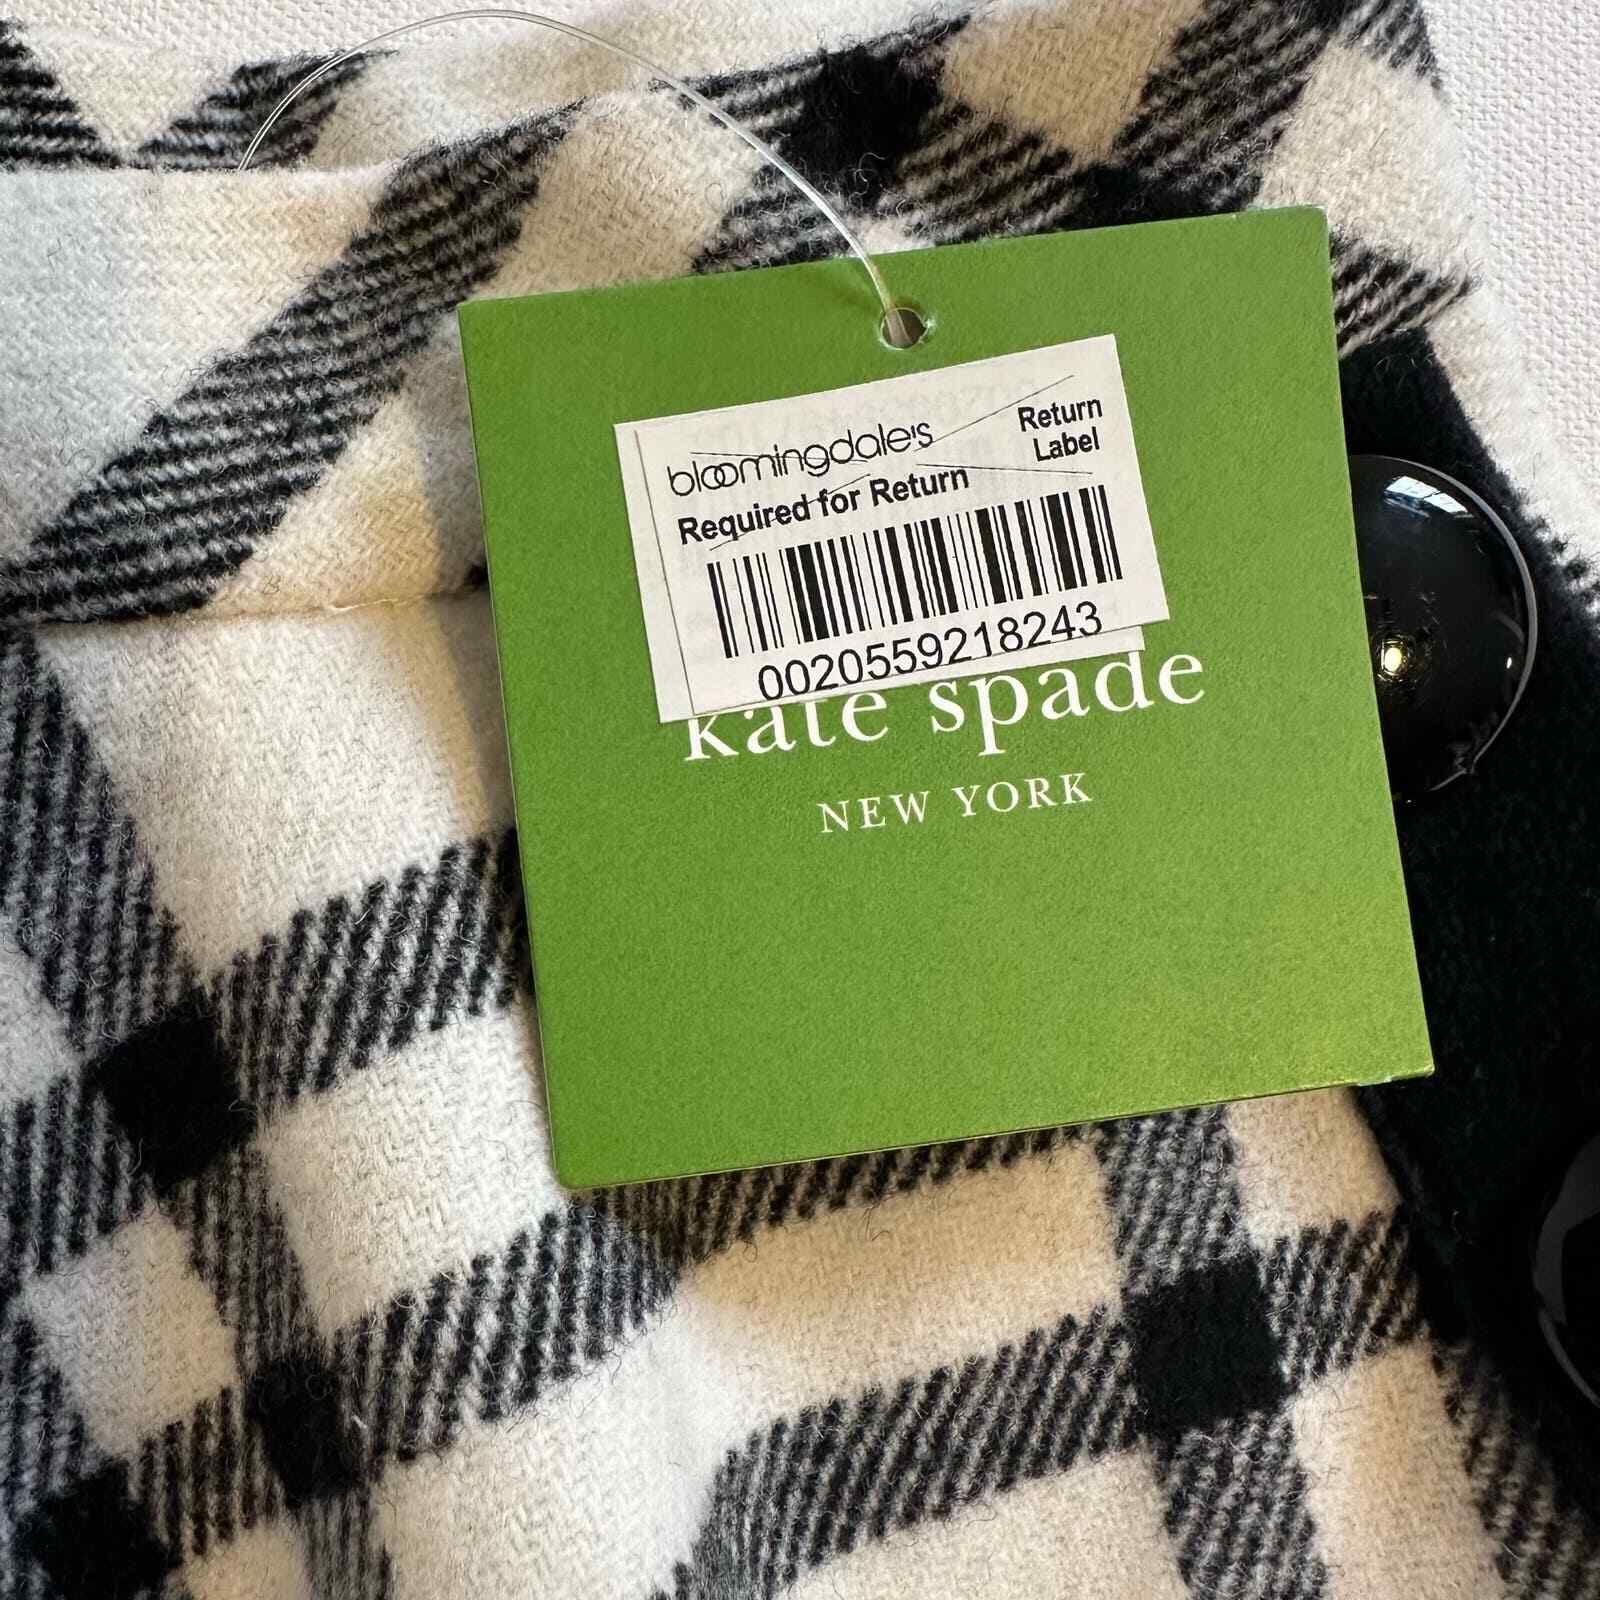 bloomingdale's
Return
Label
Required for Return
0020559218243
kate spade
NEW YORK